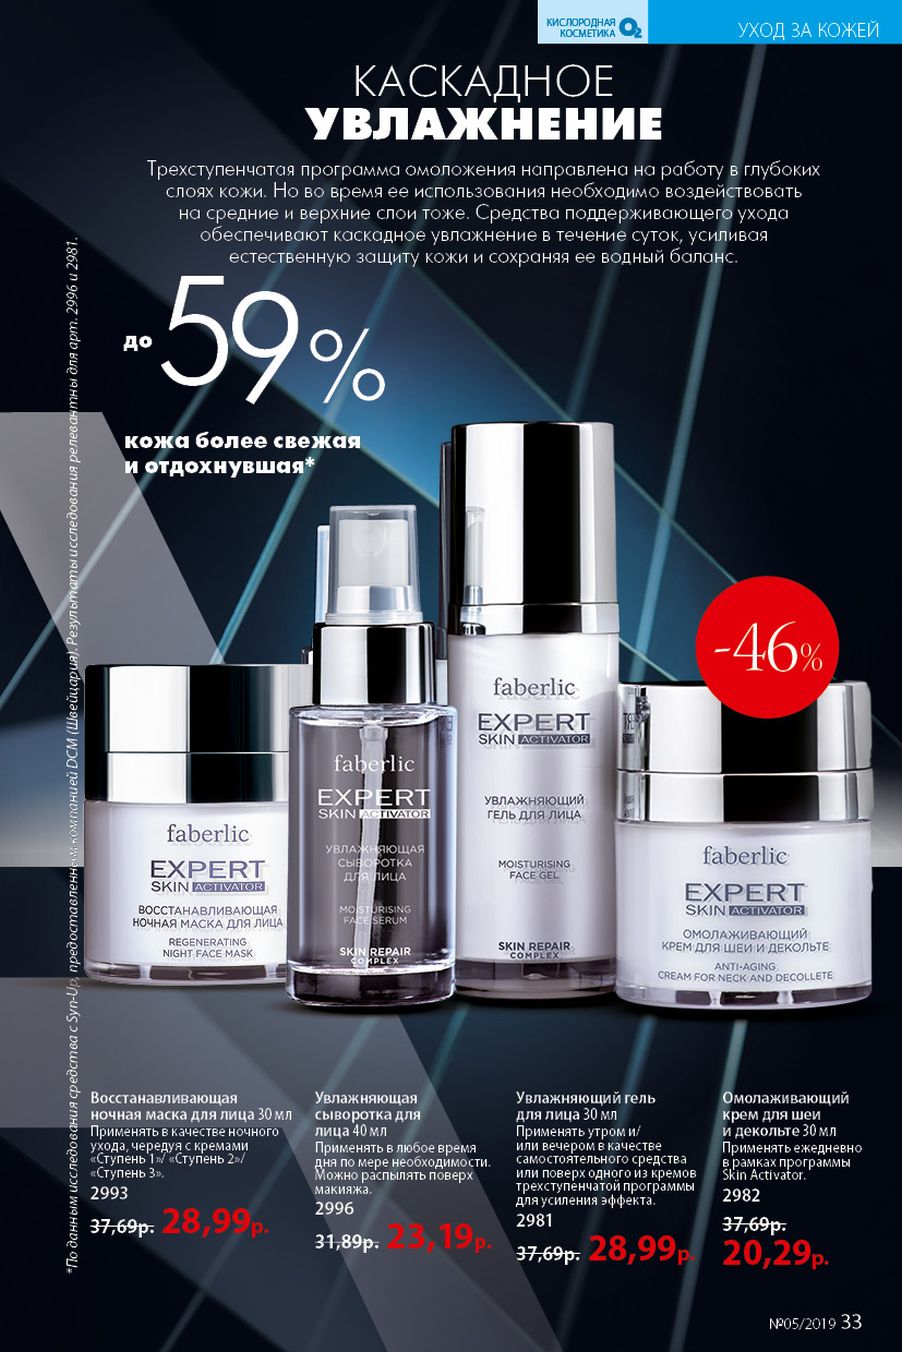 КИСЛОРОДНАЯ
КОСМЕТИКА O2
УХОД ЗА КОЖЕЙ
КАСКАДНОЕ
УВЛАЖНЕНИЕ
Трехступенчатая программа омоложения направлена на работу в глубоких
слоях кожи. Но во время ее использования необходимо воздействовать
на средние и верхние слои тоже. Средства поддерживающего ухода
обеспечивают каскадное увлажнение в течение суток, усиливая
естественную защиту кожи и сохраняя ее водный баланс.
до 59%
кожа более свежая
и отдохнувшая*
-46%
faberlic
EXPERT
SKIN ACTIVATOR
ВОССТАНАВЛИВАЮЩАЯ
НОЧНАЯ МАСКА ДЛЯ ЛИЦА
REGENERATING
NIGHT FACE MASK
faberlic
EXPERT
SKIN ACTIVATOR
УВЛАЖНЯЮЩАЯ
СЫВОРОТКА
ДЛЯ ЛИЦА
MOISTURISING
FACE SERUM
SKIN REPAIR
COMPLEX
faberlic
EXPERT
SKIN ACTIVATOR
УВЛАЖНЯЮЩИЙ
ГЕЛЬ ДЛЯ ЛИЦА
MOISTURISING
FACE GEL
SKIN REPAIR
COMPLEX
faberlic
EXPERT
SKIN ACTIVATOR
ОМОЛАЖИВАЮЩИЙ
КРЕМ ДЛЯ ШЕИ И ДЕКОЛЬТЕ
ANTI-AGING
CREAM FOR NECK AND DECOLLETE
Восстанавливающая
ночная маска для лица 30 мл
Применять в качестве ночного
ухода, чередуя с кремами
«Ступень 1»/ «Ступень 2»/
«Ступень 3».
2993
37,69р. 28,99р.
Увлажняющая
сыворотка для
лица 40 мл
Применять в любое время
дня по мере необходимости.
Можно распылять поверх
макияжа.
2996
31,89р. 23,19р.
Увлажняющий гель
для лица 30 мл
Применять утром и/
или вечером в качестве
самостоятельного средства
или поверх одного из кремов
трехступенчатой программы
для усиления эффекта.
2981
37,69р. 28,99р.
Омолаживающий
крем для шеи
и декольте 30 мл
Применять ежедневно
в рамках программы
Skin Activator.
2982
37,69р.
20,29р.
*По данным исследования средства с Syn-Up, предоставленным компанией DCM (Швейцария). Результаты исследования релевантны для арт. 2996 и 2981.
№05/2019 33